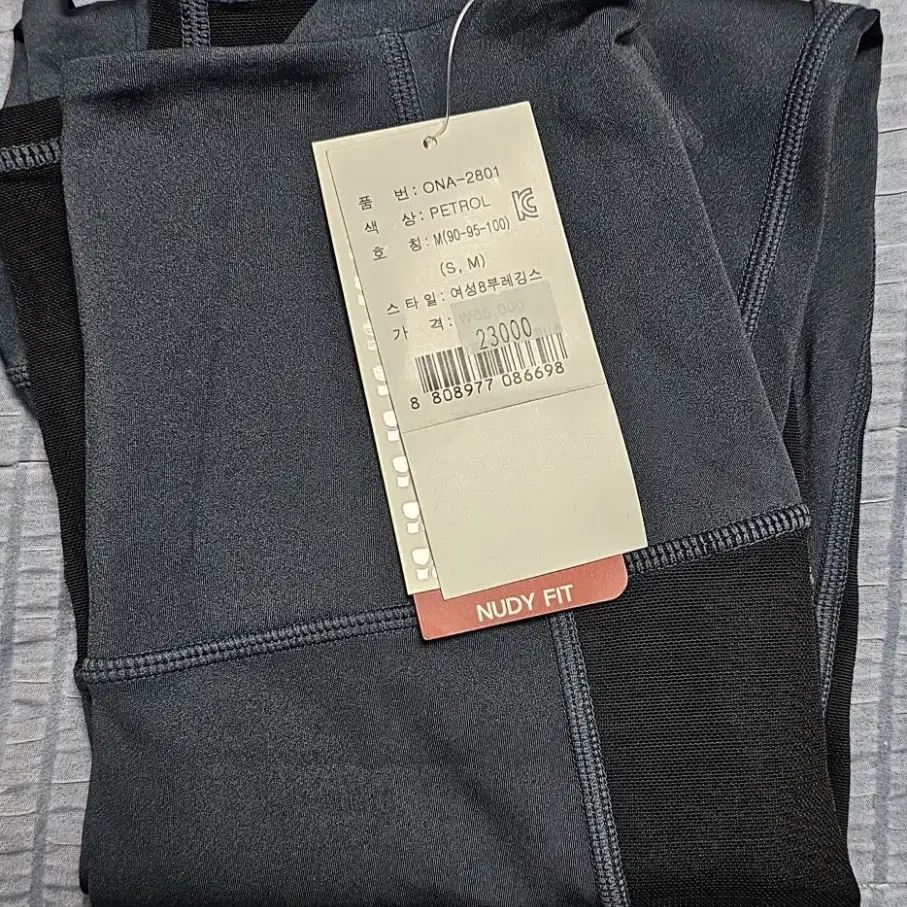 품 번: ONA-2801
색 상: PETROL
호 칭: M(90-95-100)
(S, M)
스타일: 여성8부레깅스
가 격:
23000
8 808977 086698
NUDY FIT